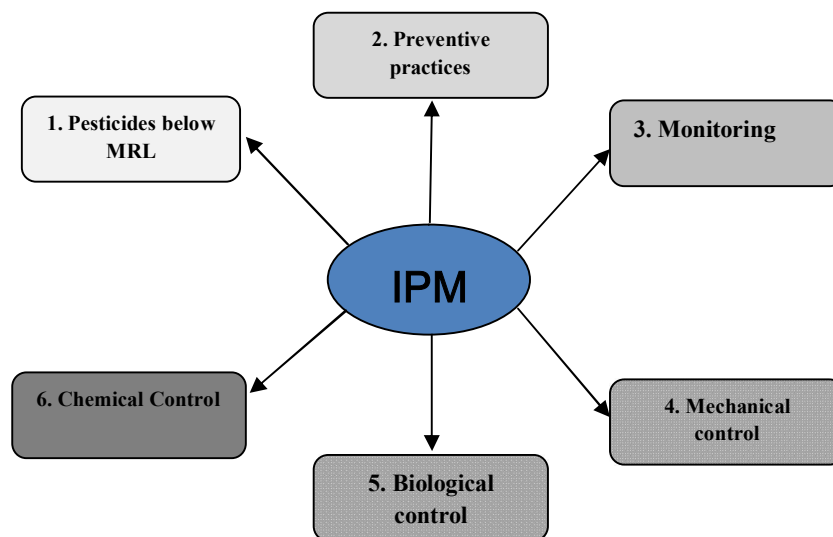 2. Preventive
practices
1. Pesticides below
MRL
3. Monitoring
IPM
6. Chemical Control
4. Mechanical
control
5. Biological
control